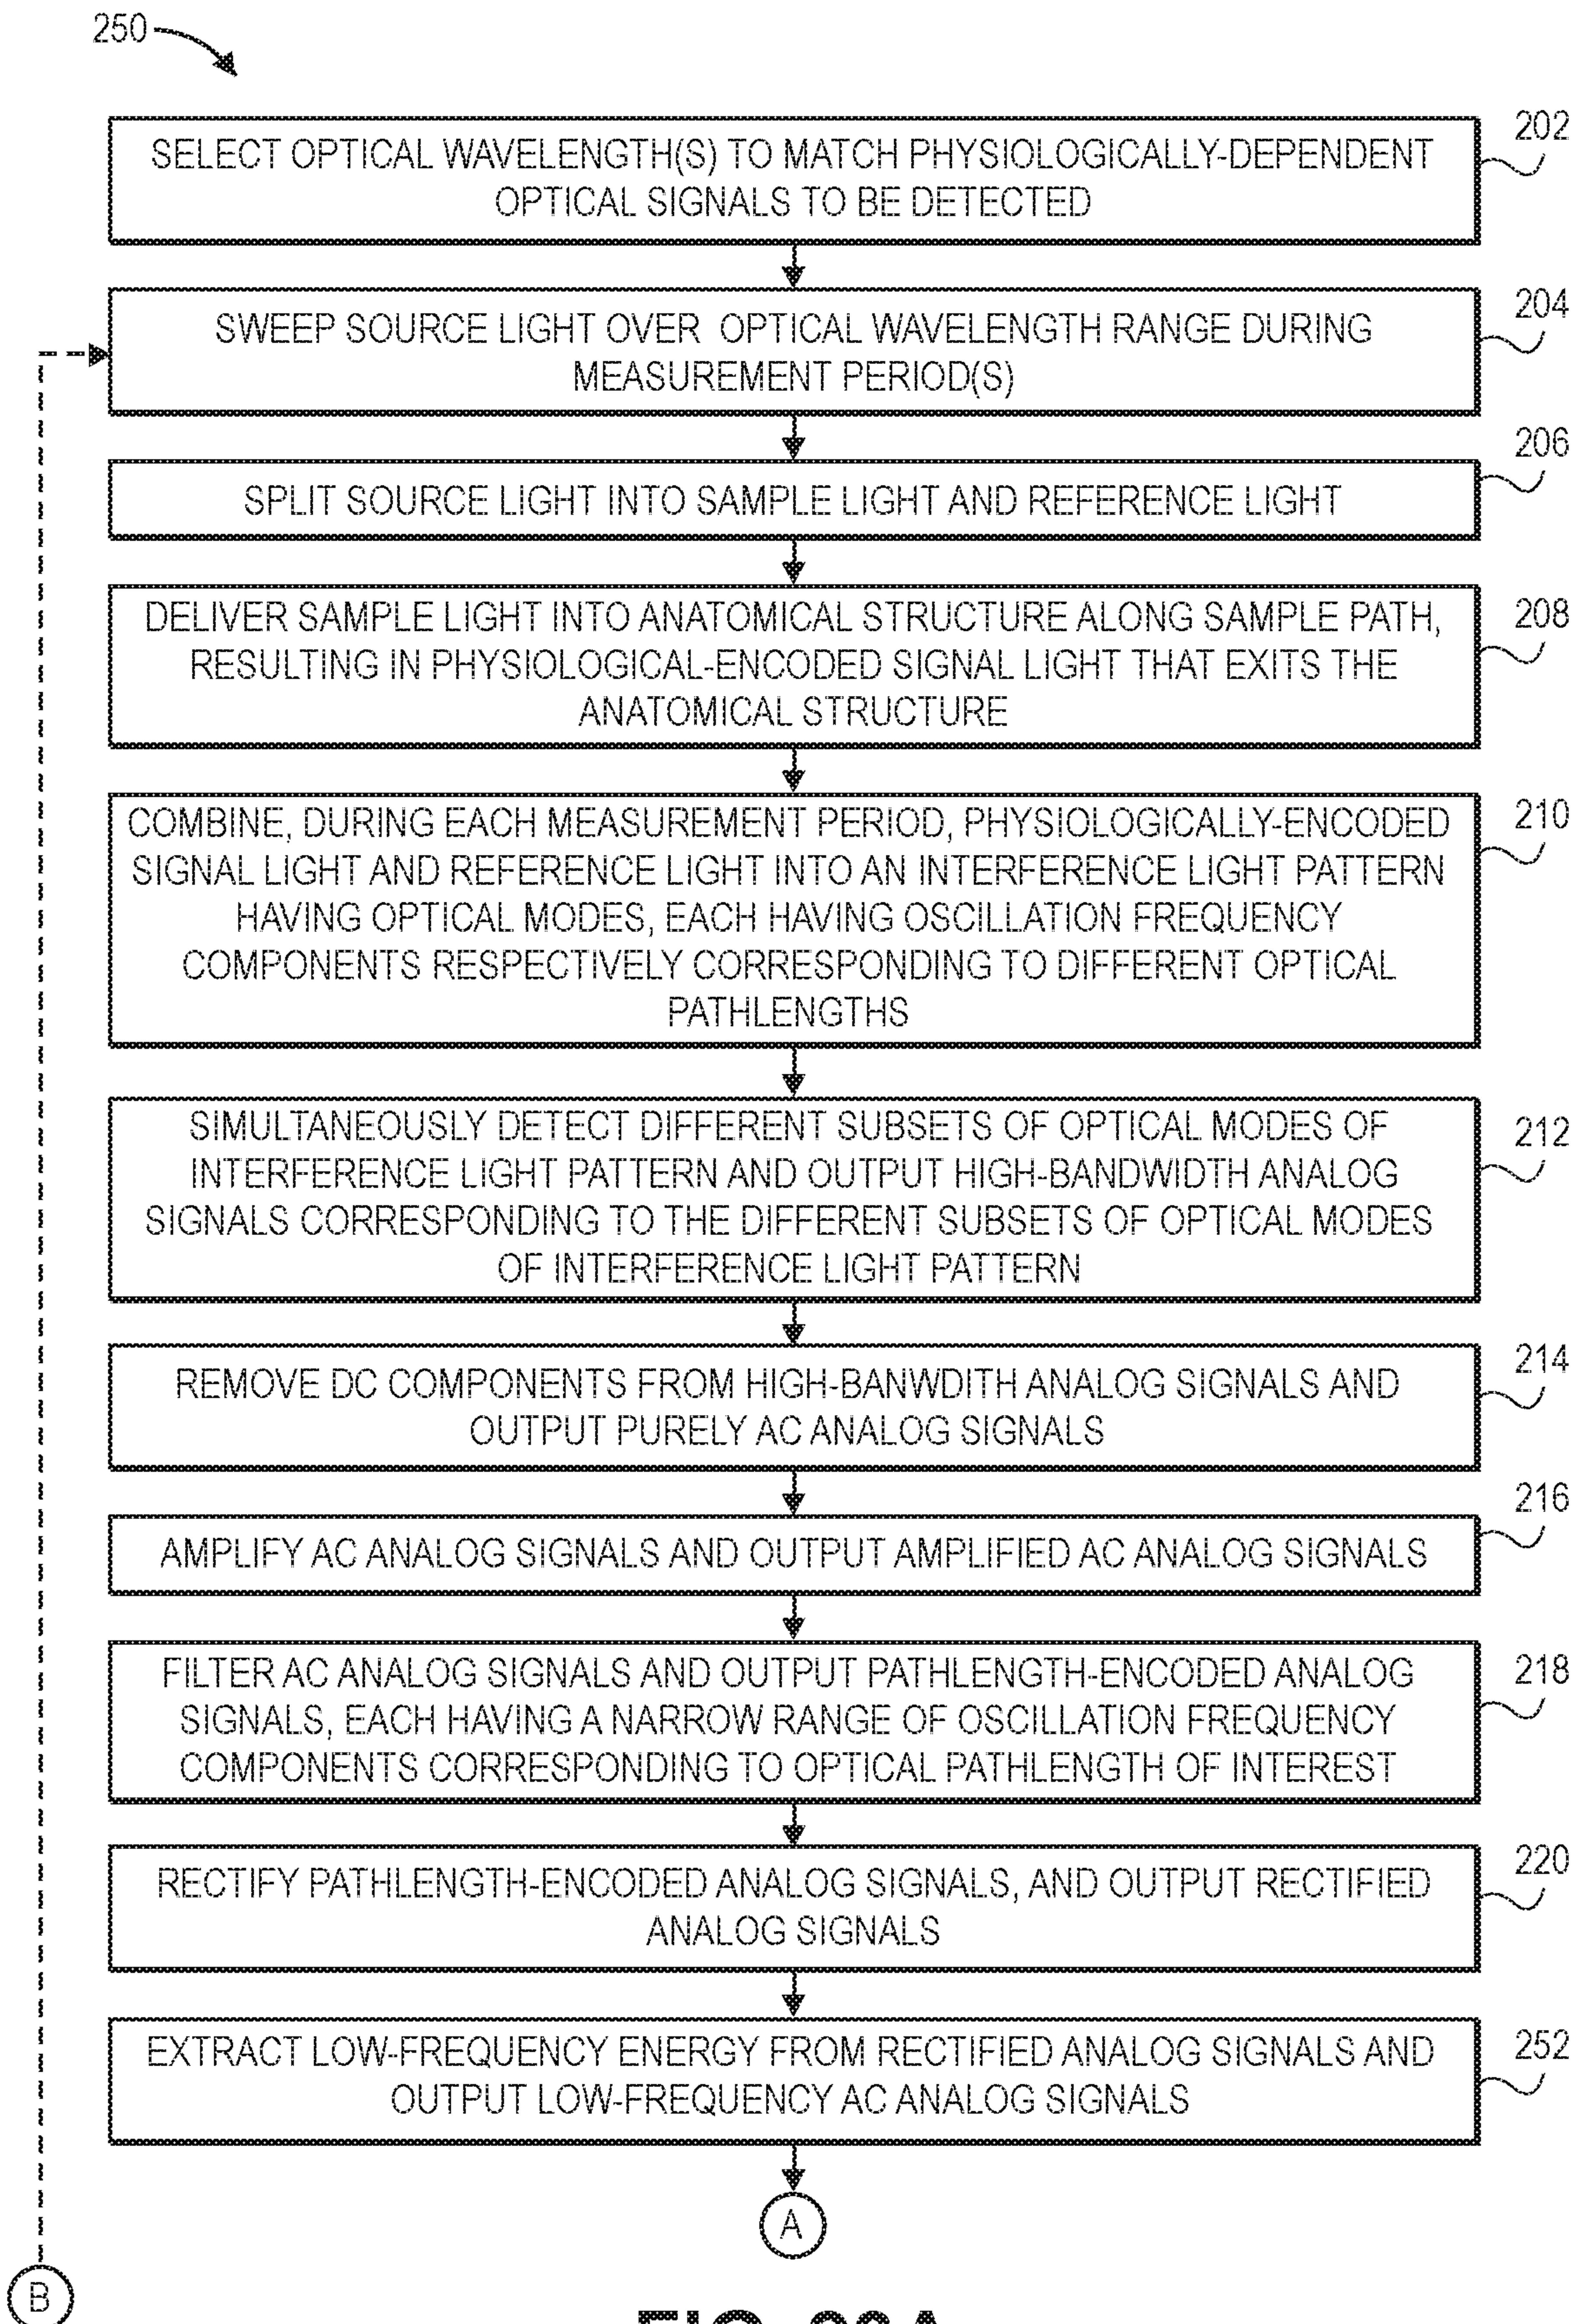 250
SELECT OPTICAL WAVELENGTH(S) TO MATCH PHYSIOLOGICALLY-DEPENDENT
OPTICAL SIGNALS TO BE DETECTED
202
SWEEP SOURCE LIGHT OVER OPTICAL WAVELENGTH RANGE DURING
MEASUREMENT PERIOD(S)
204
SPLIT SOURCE LIGHT INTO SAMPLE LIGHT AND REFERENCE LIGHT
206
DELIVER SAMPLE LIGHT INTO ANATOMICAL STRUCTURE ALONG SAMPLE PATH,
RESULTING IN PHYSIOLOGICAL-ENCODED SIGNAL LIGHT THAT EXITS THE
ANATOMICAL STRUCTURE
208
COMBINE, DURING EACH MEASUREMENT PERIOD, PHYSIOLOGICALLY-ENCODED
SIGNAL LIGHT AND REFERENCE LIGHT INTO AN INTERFERENCE LIGHT PATTERN
HAVING OPTICAL MODES, EACH HAVING OSCILLATION FREQUENCY
COMPONENTS RESPECTIVELY CORRESPONDING TO DIFFERENT OPTICAL
PATHLENGTHS
210
SIMULTANEOUSLY DETECT DIFFERENT SUBSETS OF OPTICAL MODES OF
INTERFERENCE LIGHT PATTERN AND OUTPUT HIGH-BANDWIDTH ANALOG
SIGNALS CORRESPONDING TO THE DIFFERENT SUBSETS OF OPTICAL MODES
OF INTERFERENCE LIGHT PATTERN
212
REMOVE DC COMPONENTS FROM HIGH-BANWDITH ANALOG SIGNALS AND
OUTPUT PURELY AC ANALOG SIGNALS
214
AMPLIFY AC ANALOG SIGNALS AND OUTPUT AMPLIFIED AC ANALOG SIGNALS
216
FILTER AC ANALOG SIGNALS AND OUTPUT PATHLENGTH-ENCODED ANALOG
SIGNALS, EACH HAVING A NARROW RANGE OF OSCILLATION FREQUENCY
COMPONENTS CORRESPONDING TO OPTICAL PATHLENGTH OF INTEREST
218
RECTIFY PATHLENGTH-ENCODED ANALOG SIGNALS, AND OUTPUT RECTIFIED
ANALOG SIGNALS
220
EXTRACT LOW-FREQUENCY ENERGY FROM RECTIFIED ANALOG SIGNALS AND
OUTPUT LOW-FREQUENCY AC ANALOG SIGNALS
252
A
B